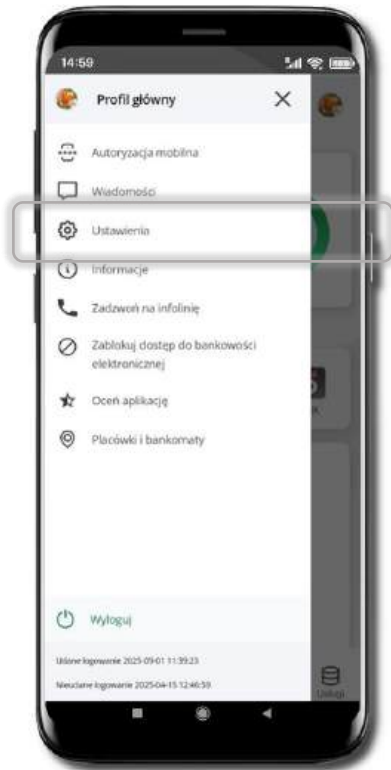 14:59
Profil główny
Autoryzacja mobilna
Wiadomości
Ustawienia
Informacje
Zadzwoń na infolinię
Zablokuj dostęp do bankowości
elektronicznej
Oceń aplikację
Placówki i bankomaty
Wyloguj
Udane logowanie 2025-09-01 11:39:23
Nieudane logowanie 2025-04-15 12:46:59
Usługi